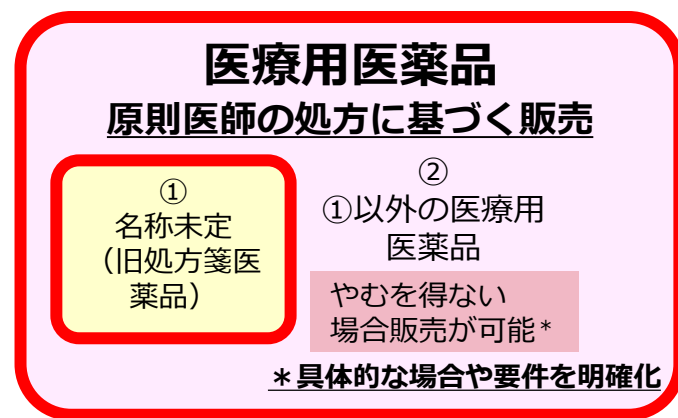 医療用医薬品
原則医師の処方に基づく販売
①
名称未定
（旧処方箋医
薬品）
②
①以外の医療用
医薬品
やむを得ない
場合販売が可能*
＊具体的な場合や要件を明確化